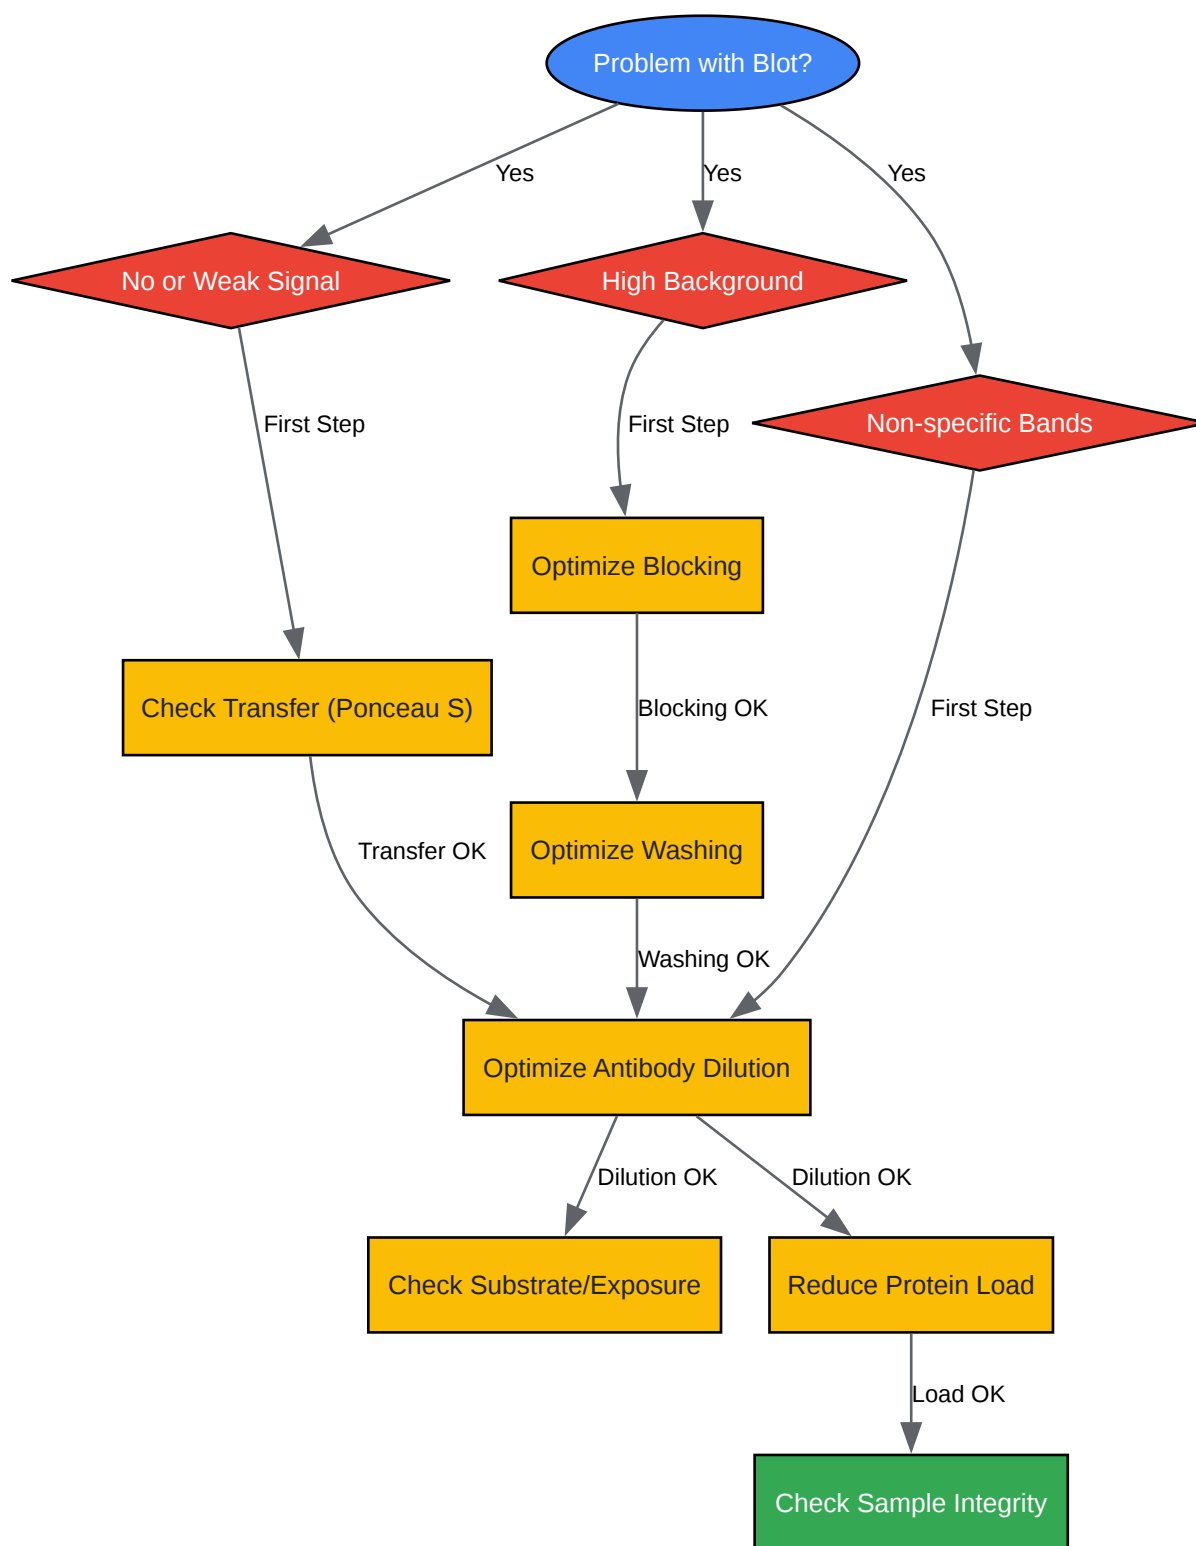 Problem with Blot?
Yes
Yes
Yes
No or Weak Signal
High Background
Non-specific Bands
First Step
First Step
Optimize Blocking
Check Transfer (Ponceau S)
Blocking OK
First Step
Transfer OK
Optimize Washing
Washing OK
Optimize Antibody Dilution
Dilution OK
Dilution OK
Check Substrate/Exposure
Reduce Protein Load
Load OK
Check Sample Integrity